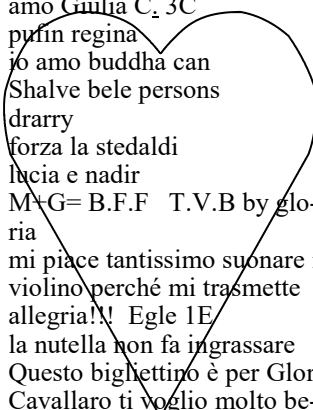 amo Giulia C. 3C
pufin regina
io amo buddha can
Shalve bele persons
drarry
forza la stedaldi
lucia e nadir
M+G= B.F.F T.V.B by glo-
ria
mi piace tantissimo suonare
violino perché mi trasmette
allegria!!! Egle 1E
la nutella non fa ingrassare
Questo bigliettino è per Glor
Cavallaro ti voglio molto be-